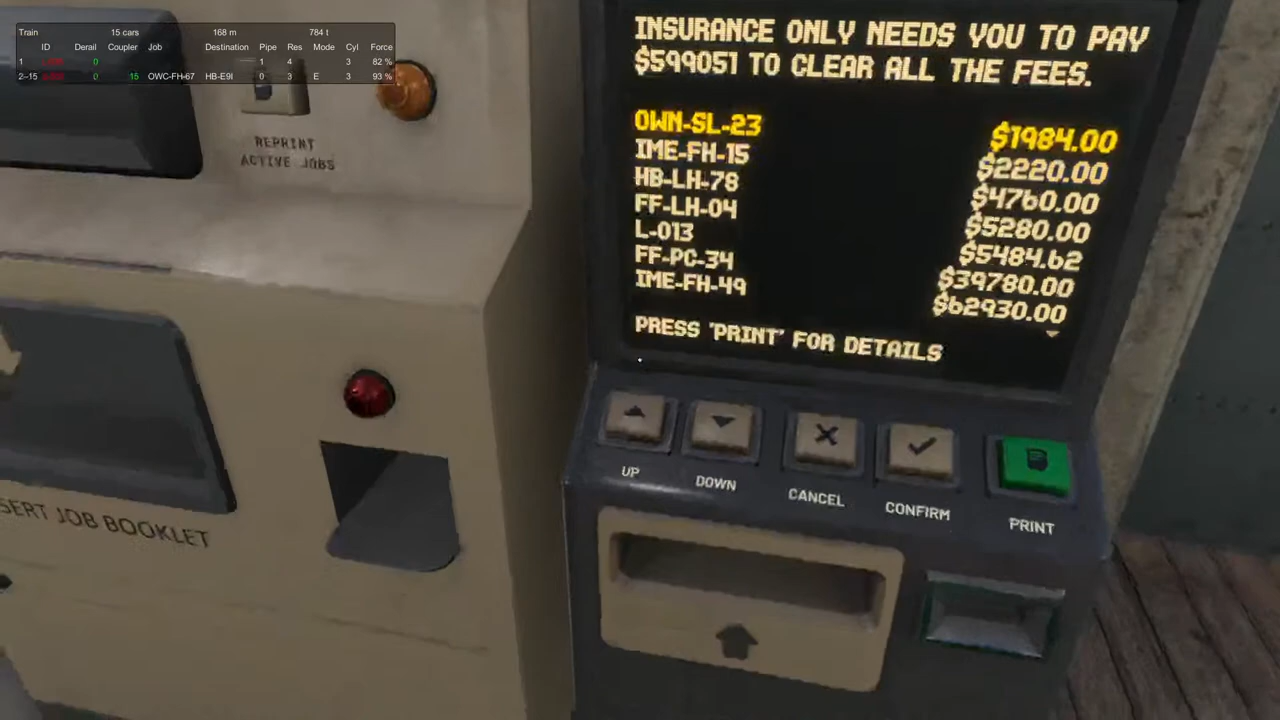 Train 15 cars 168 m 784 t
ID Derail Coupler Job Destination Pipe Res Mode Cyl Force
1 0 1 4 3 82 %
2–15 0 15 OWC-FH-67 HB-E9I 0 3 E 3 93 %
REPRINT
ACTIVE JOBS
SERT JOB BOOKLET
INSURANCE ONLY NEEDS YOU TO PAY
$599051 TO CLEAR ALL THE FEES.
OWN-SL-23 $1984.00
IME-FH-15 $2220.00
HB-LH-78 $4760.00
FF-LH-04 $5280.00
L-013 $5484.62
FF-PC-34 $39780.00
IME-FH-49 $62930.00
PRESS 'PRINT' FOR DETAILS
UP DOWN CANCEL CONFIRM PRINT